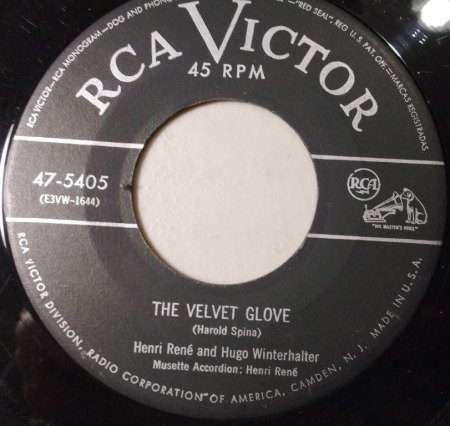 RCA VICTOR
45 RPM
RCA VICTOR—RCA MONOGRAM—DOG AND PHONO
"RED SEAL", REG. U.S. PAT. OFF.—MARCAS REGISTRADAS
47-5405
(E3VW-1644)
RCA
"HIS MASTER'S VOICE"
THE VELVET GLOVE
(Harold Spina)
Henri René and Hugo Winterhalter
Musette Accordion: Henri René
RCA VICTOR DIVISION, RADIO CORPORATION OF AMERICA, CAMDEN, N. J. MADE IN U.S.A.